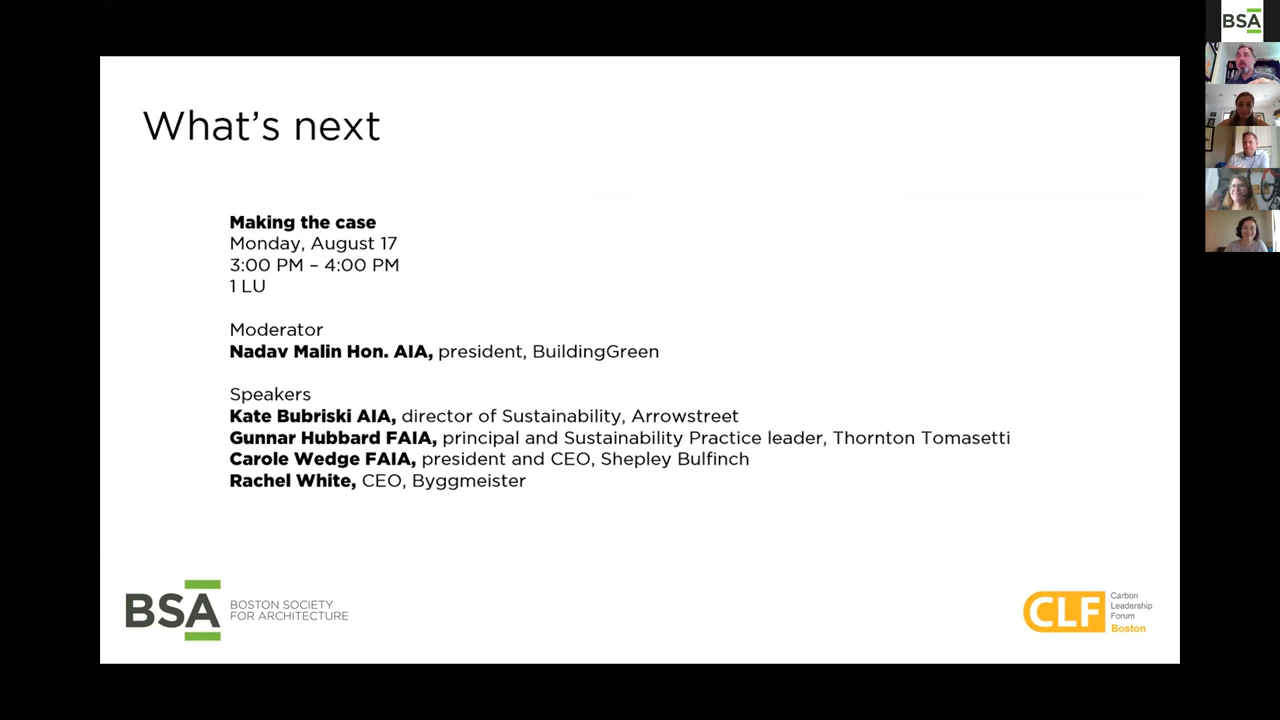 BSA
What's next
Making the case
Monday, August 17
3:00 PM – 4:00 PM
1 LU
Moderator
Nadav Malin Hon. AIA, president, BuildingGreen
Speakers
Kate Bubriski AIA, director of Sustainability, Arrowstreet
Gunnar Hubbard FAIA, principal and Sustainability Practice leader, Thornton Tomasetti
Carole Wedge FAIA, president and CEO, Shepley Bulfinch
Rachel White, CEO, Byggmeister
BSA
BOSTON SOCIETY
FOR ARCHITECTURE
CLF
Carbon
Leadership
Forum
Boston